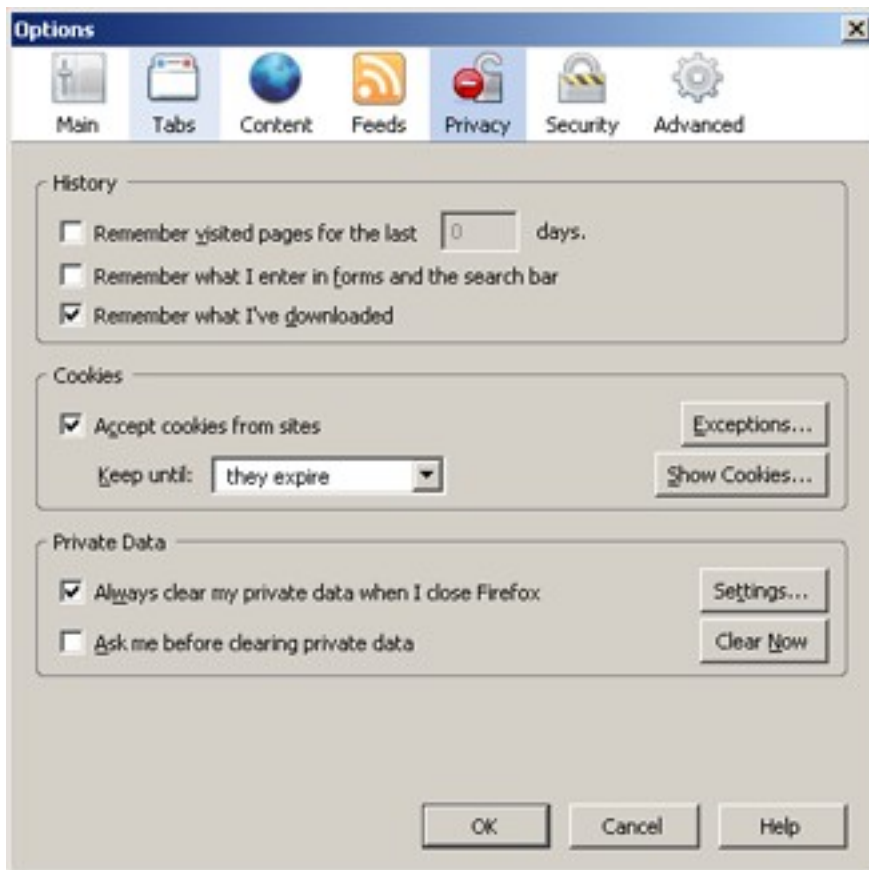 Options
Main Tabs Content Feeds Privacy Security Advanced
History
Remember visited pages for the last 0 days.
Remember what I enter in forms and the search bar
Remember what I've downloaded
Cookies
Accept cookies from sites Exceptions...
Keep until: they expire Show Cookies...
Private Data
Always clear my private data when I close Firefox Settings...
Ask me before clearing private data Clear Now
OK Cancel Help